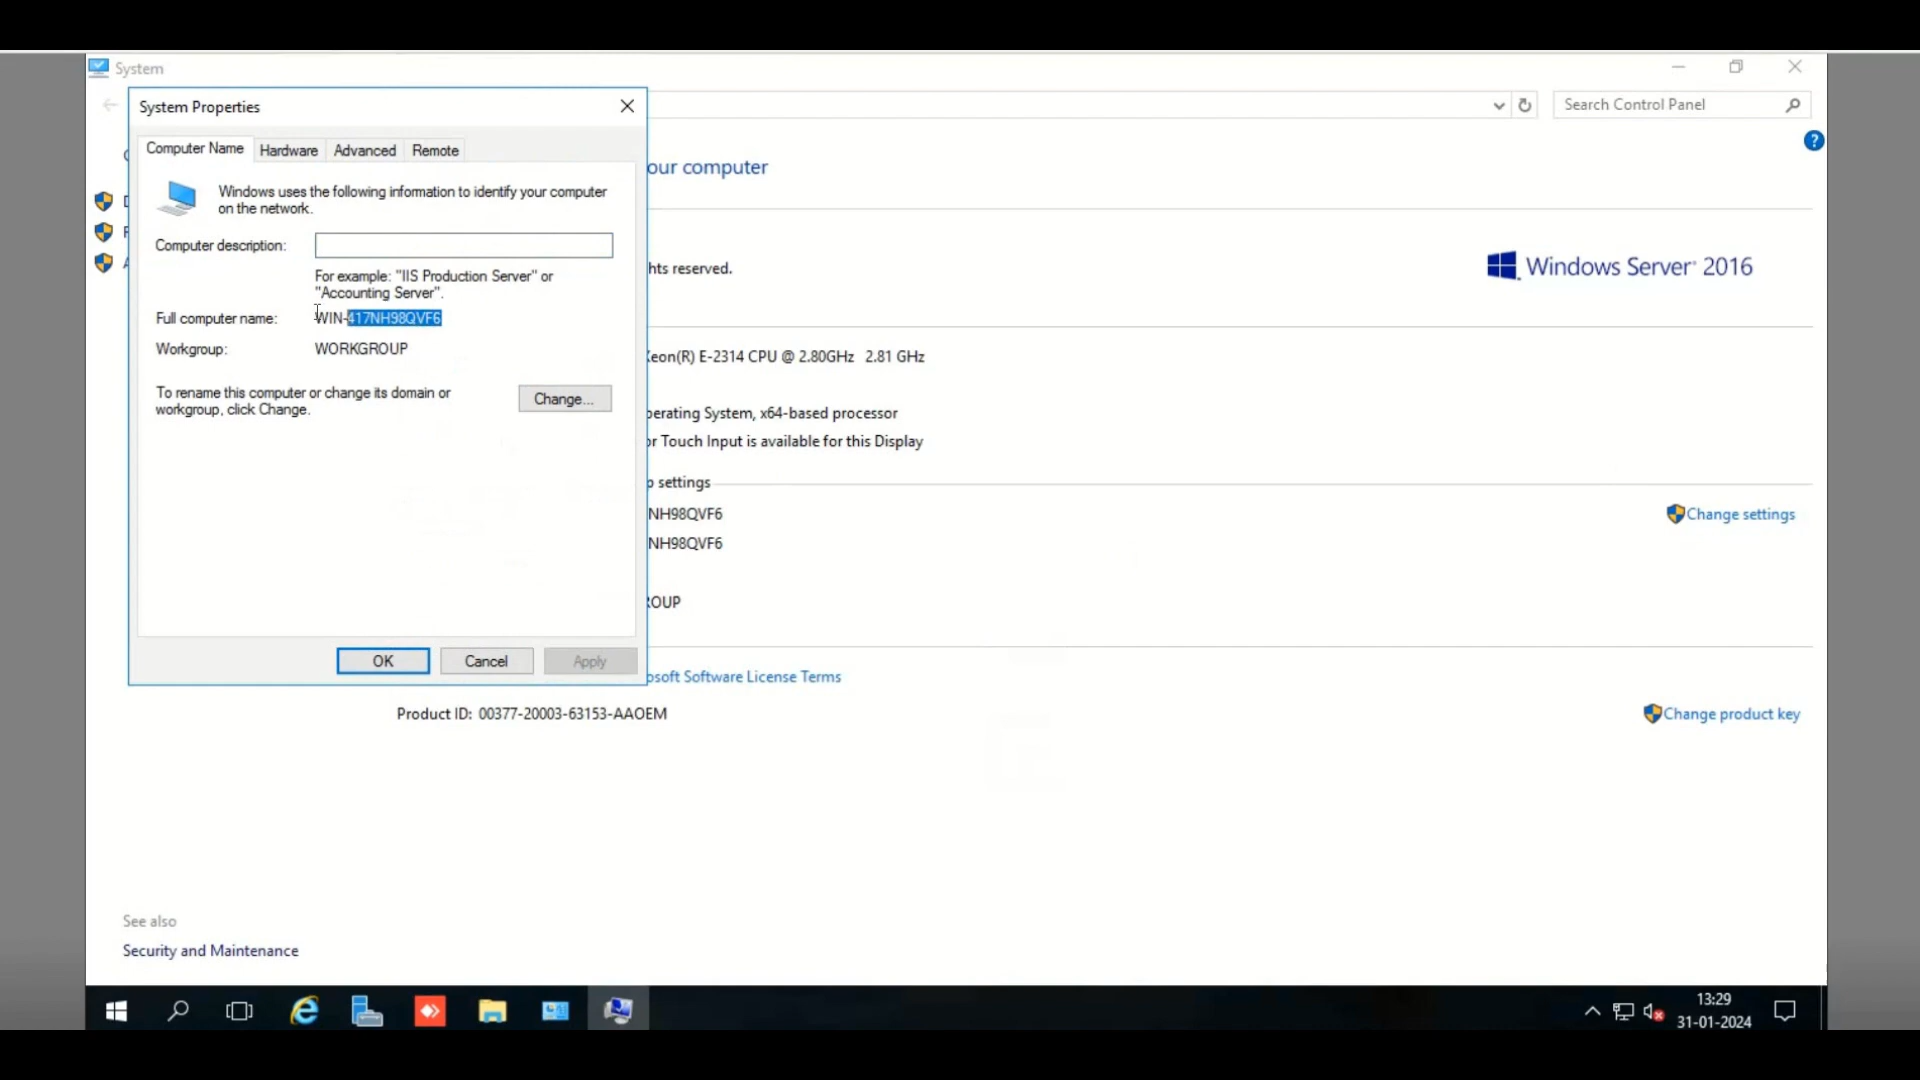 System
System Properties
Search Control Panel
Computer Name Hardware Advanced Remote
our computer
Windows uses the following information to identify your computer
on the network.
Computer description:
For example: "IIS Production Server" or
"Accounting Server".
hts reserved.
Windows Server 2016
Full computer name: WIN-417NH98QVF6
Workgroup: WORKGROUP
Xeon(R) E-2314 CPU @ 2.80GHz 2.81 GHz
To rename this computer or change its domain or
workgroup, click Change.
Change...
perating System, x64-based processor
or Touch Input is available for this Display
p settings
NH98QVF6
Change settings
NH98QVF6
OUP
OK Cancel Apply
osoft Software License Terms
Product ID: 00377-20003-63153-AAOEM
Change product key
See also
Security and Maintenance
13:29
31-01-2024